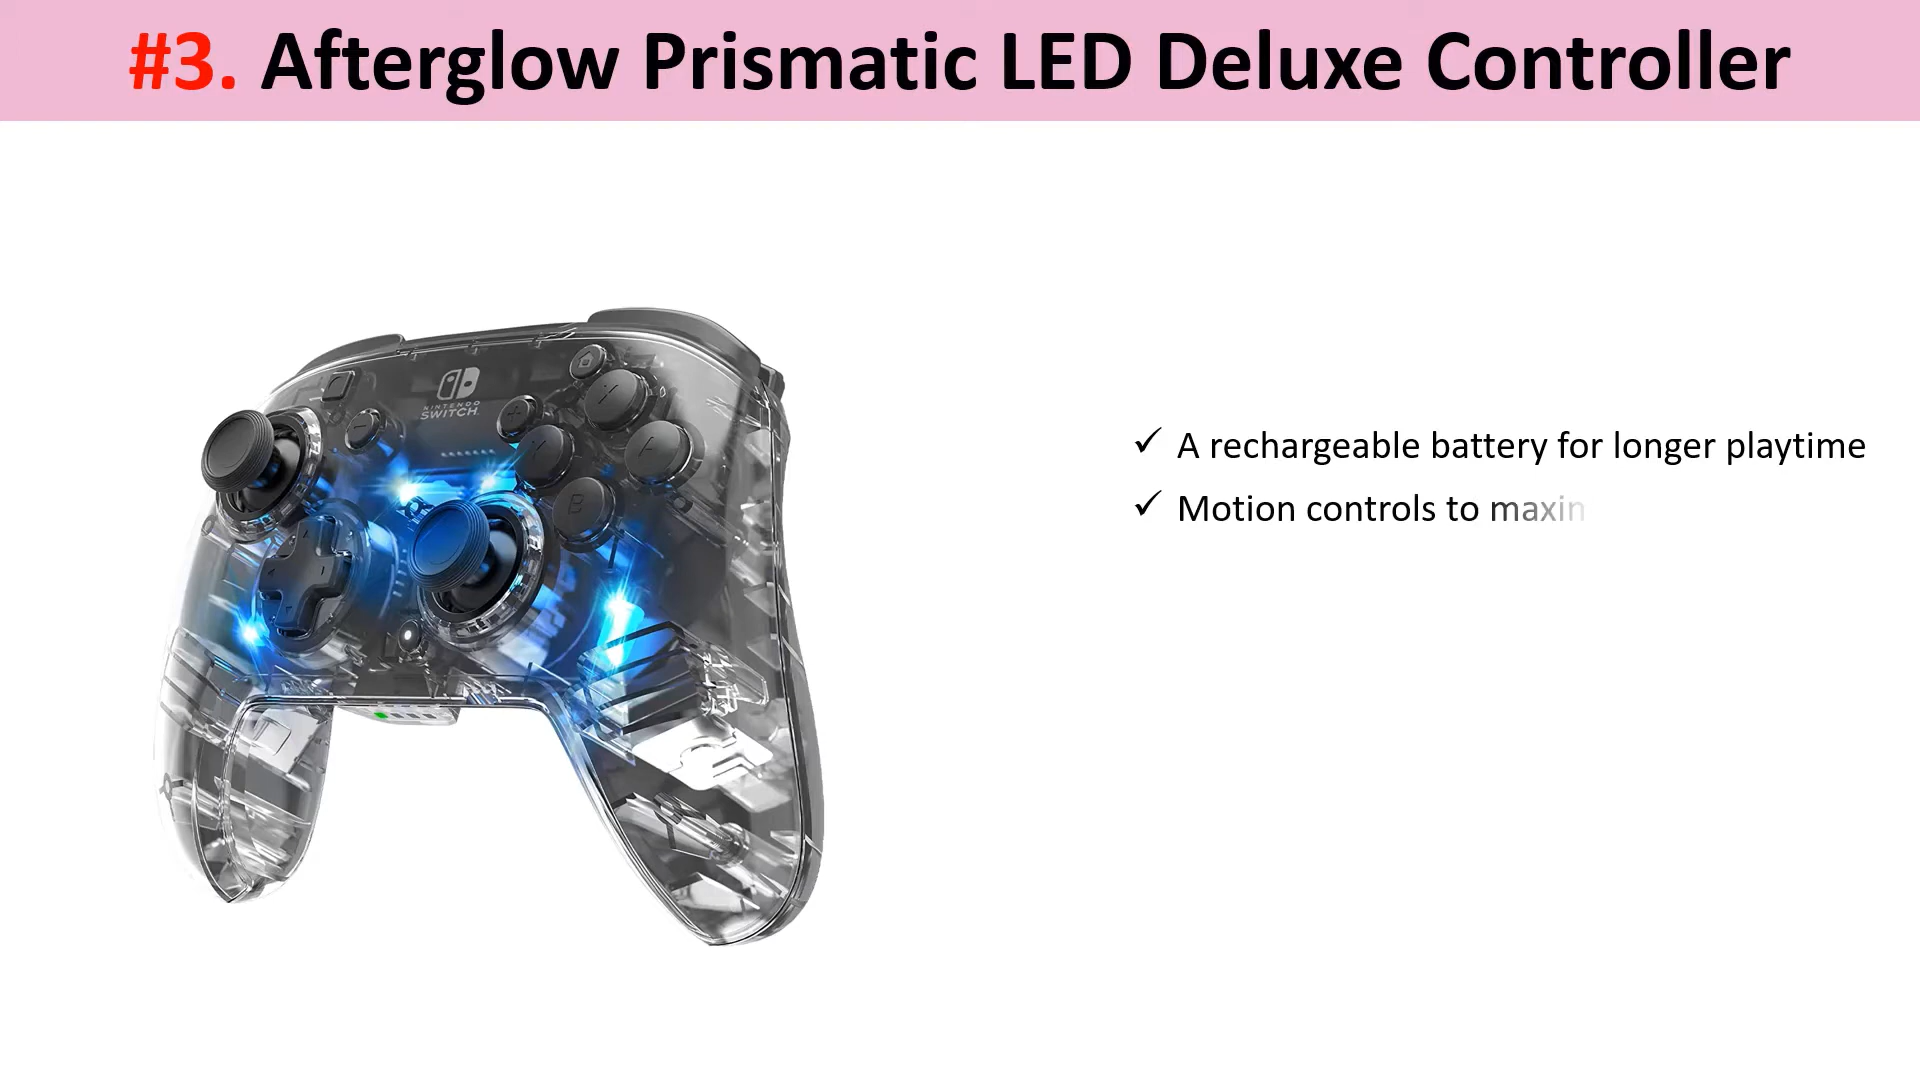 #3. Afterglow Prismatic LED Deluxe Controller
NINTENDO
SWITCH
B
✓ A rechargeable battery for longer playtime
✓ Motion controls to